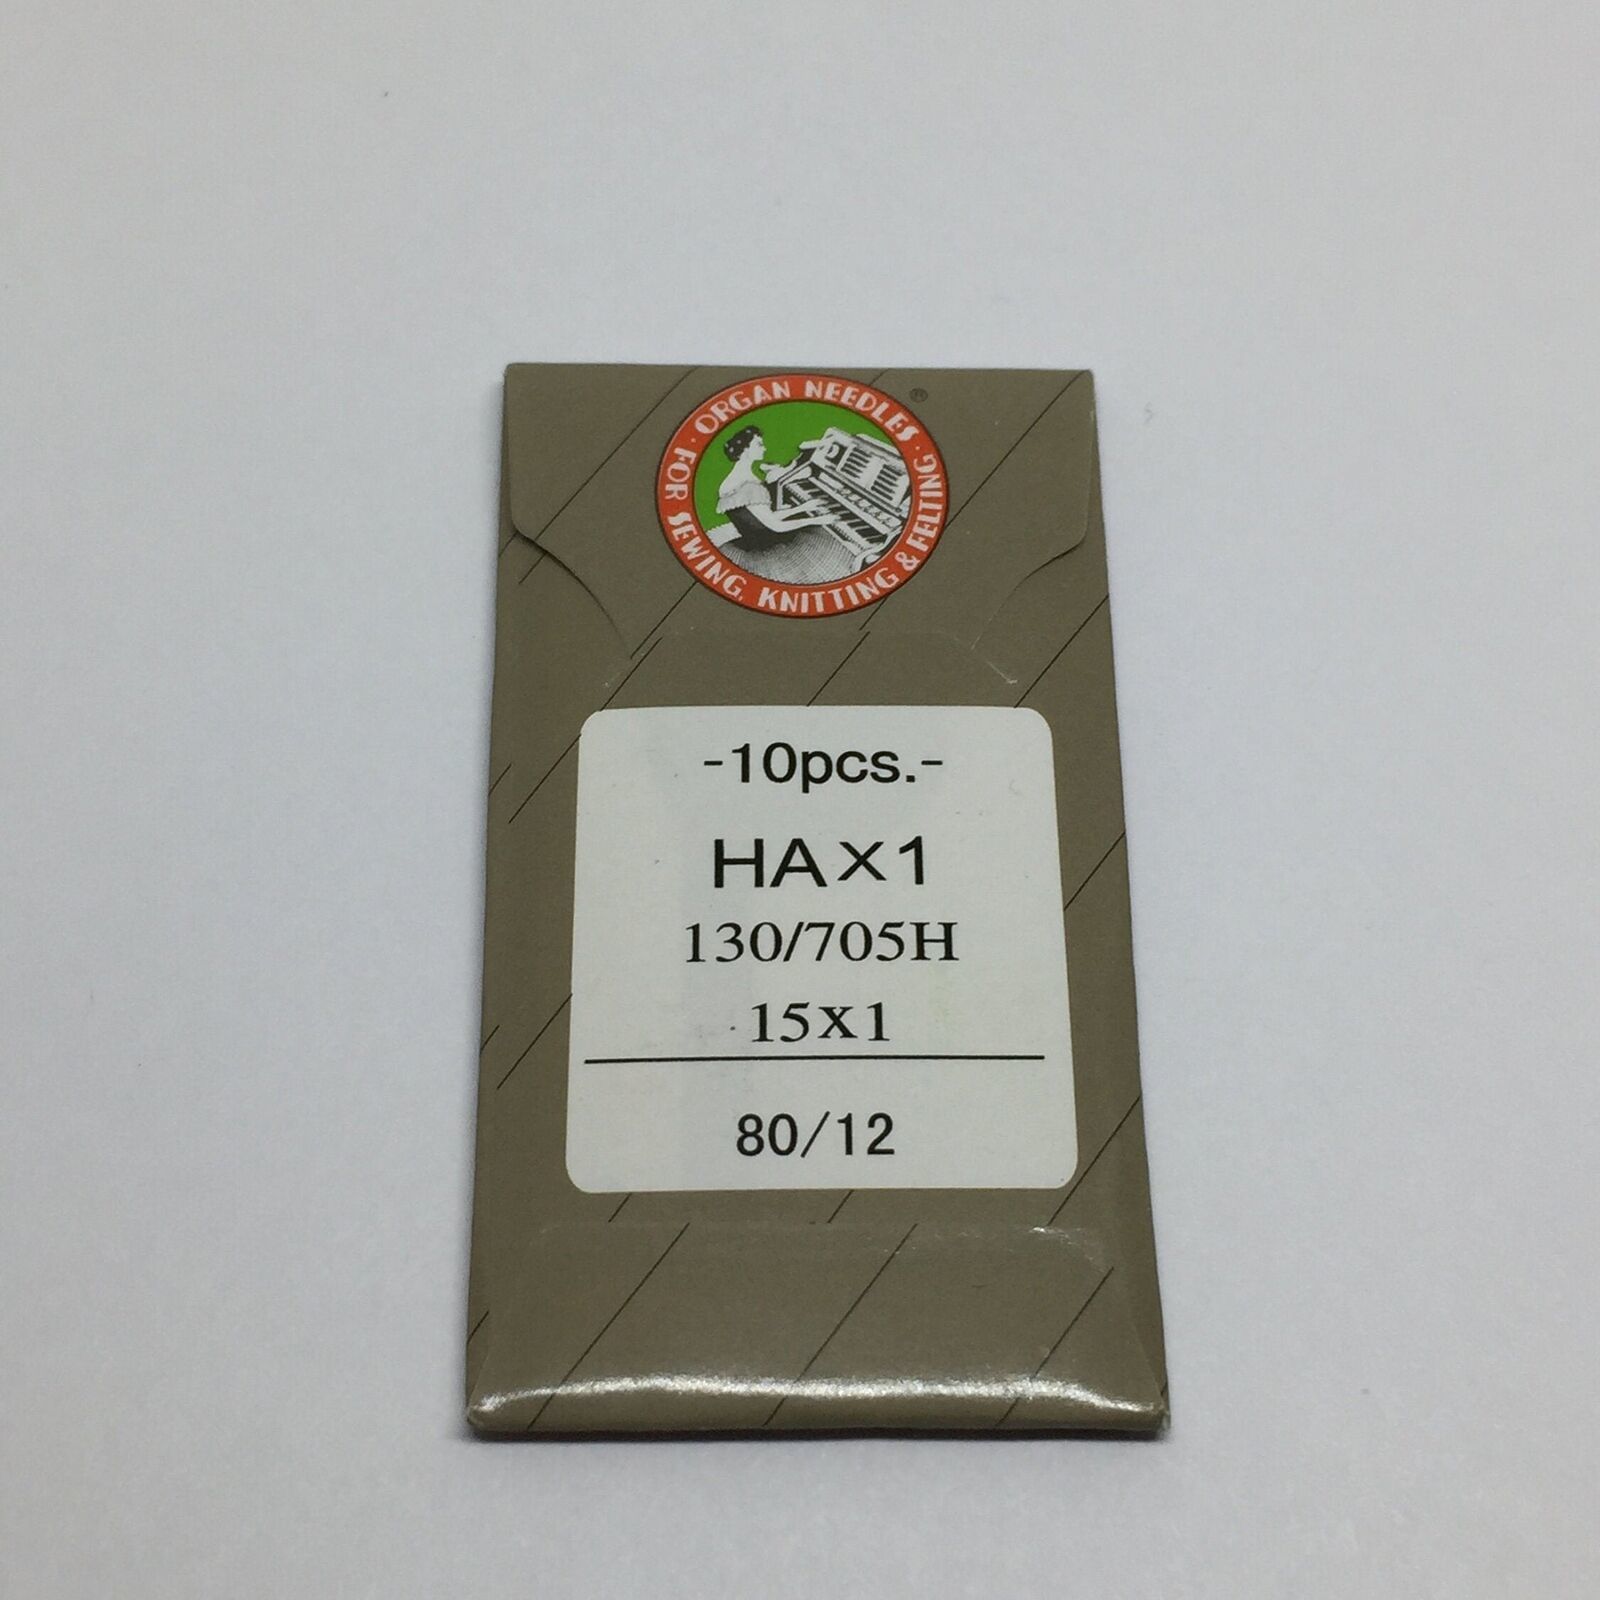 · ORGAN NEEDLES ·
FOR SEWING, KNITTING & FELTING
®
-10pcs.-
HA×1
130/705H
15x1
80/12